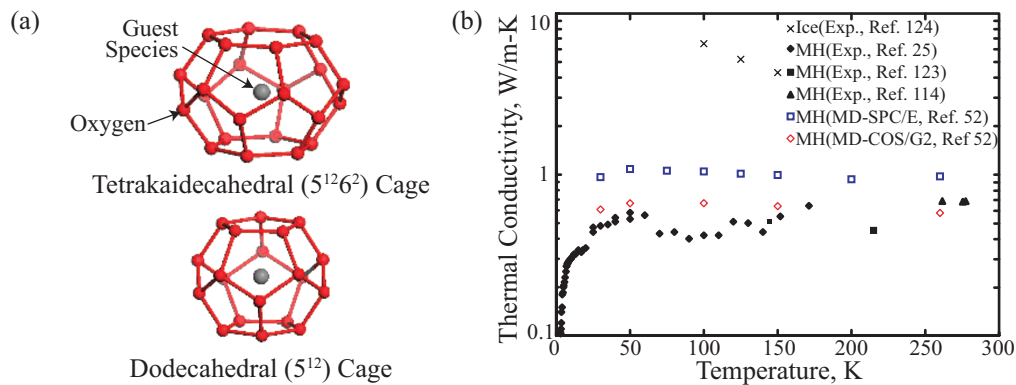 (a)
Guest
Species
Oxygen
Tetrakaidecahedral (5¹²6²) Cage
Dodecahedral (5¹²) Cage
(b)
Thermal Conductivity, W/m-K
10
1
0.1
×Ice(Exp., Ref. 124)
◆MH(Exp., Ref. 25)
■MH(Exp., Ref. 123)
▲MH(Exp., Ref. 114)
□MH(MD-SPC/E, Ref. 52)
◇MH(MD-COS/G2, Ref 52)
0 50 100 150 200 250 300
Temperature, K